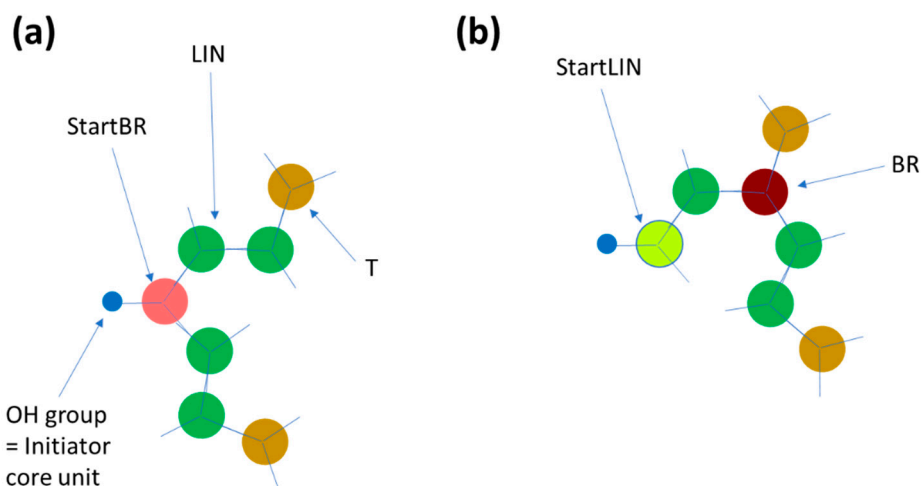 (a)
LIN
StartBR
T
OH group
= Initiator
core unit
(b)
StartLIN
BR